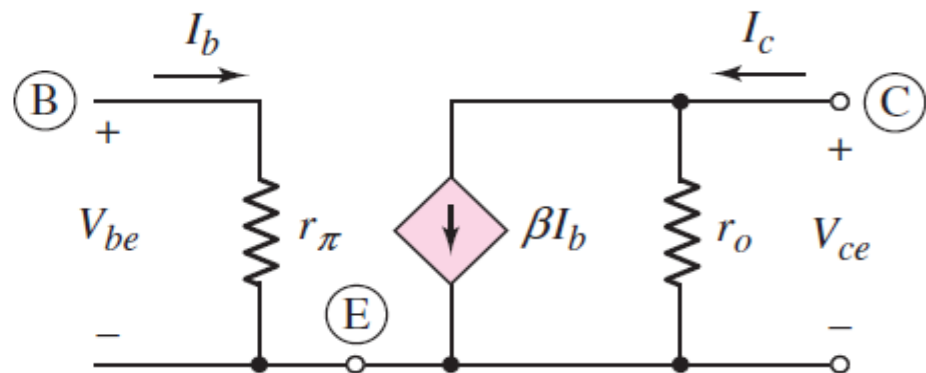 I_b
I_c
B
C
+
+
V_be
r_π
βI_b
r_o
V_ce
E
−
−